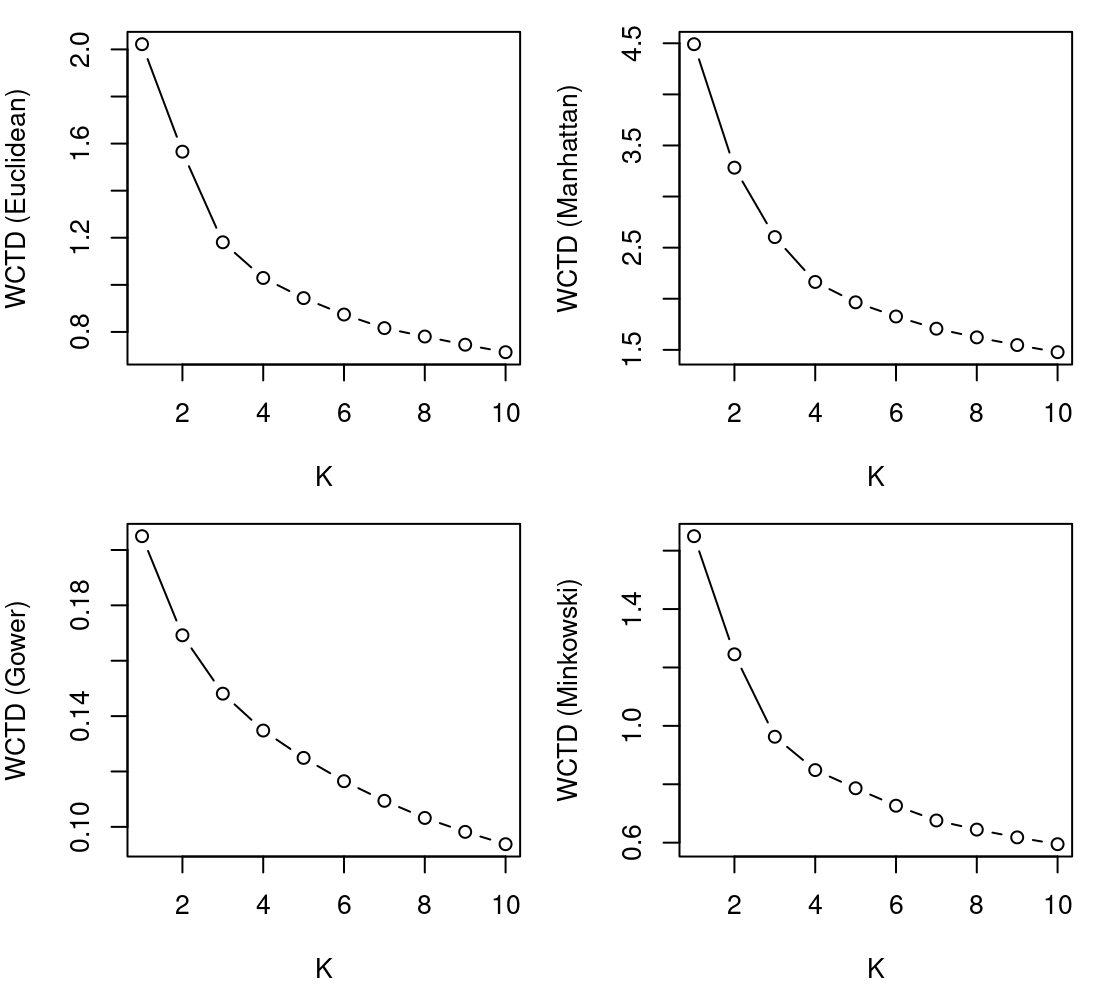 WCTD (Euclidean)
2.0
1.6
1.2
0.8
2 4 6 8 10
K
WCTD (Manhattan)
4.5
3.5
2.5
1.5
2 4 6 8 10
K
WCTD (Gower)
0.18
0.14
0.10
2 4 6 8 10
K
WCTD (Minkowski)
1.4
1.0
0.6
2 4 6 8 10
K